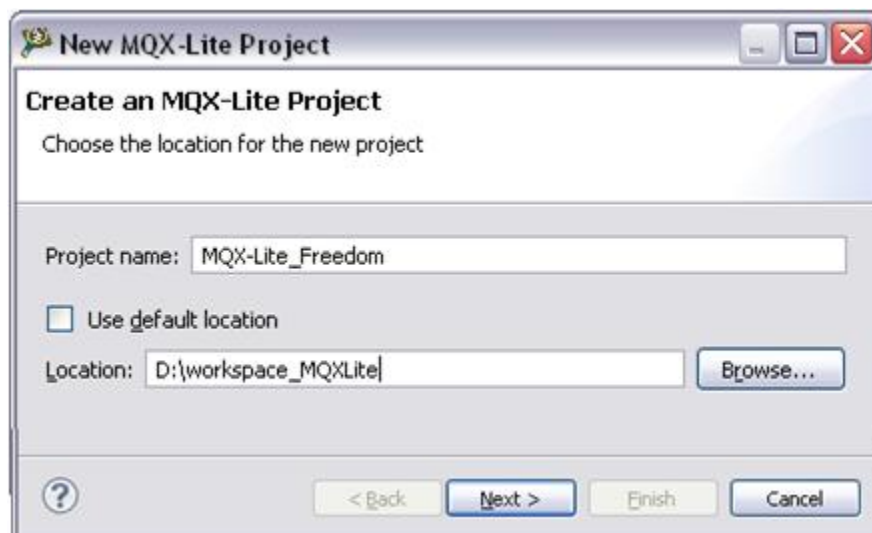 New MQX-Lite Project
Create an MQX-Lite Project
Choose the location for the new project
Project name: MQX-Lite_Freedom
Use default location
Location: D:\workspace_MQXLite Browse...
? < Back Next > Finish Cancel